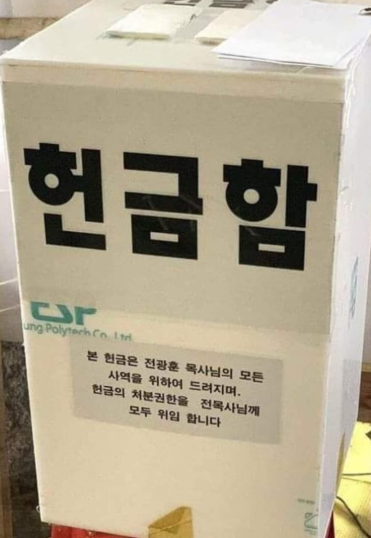 헌금함
ung Polytech Co., Ltd
본 헌금은 전광훈 목사님의 모든
사역을 위하여 드려지며,
헌금의 처분권한을 전목사님께
모두 위임 합니다